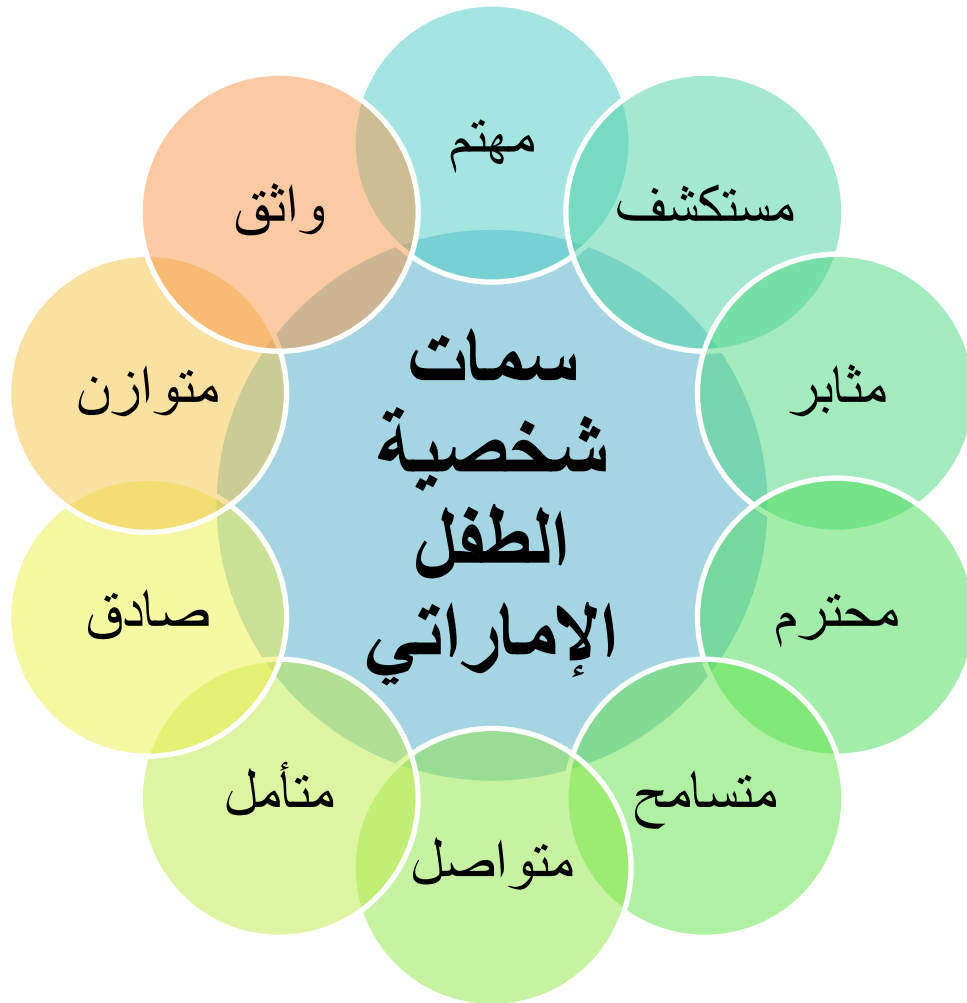 سمات
شخصية
الطفل
الإماراتي
مهتم
مستكشف
مثابر
محترم
متسامح
متواصل
متأمل
صادق
متوازن
واثق